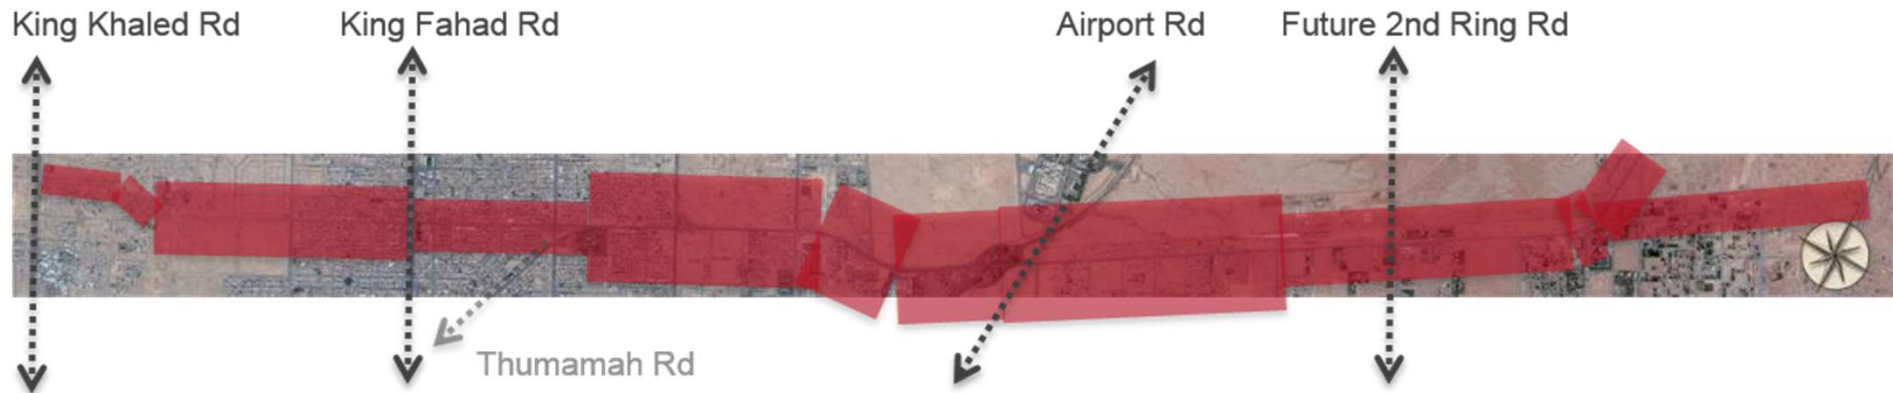 King Khaled Rd
King Fahad Rd
Airport Rd
Future 2nd Ring Rd
Thumamah Rd